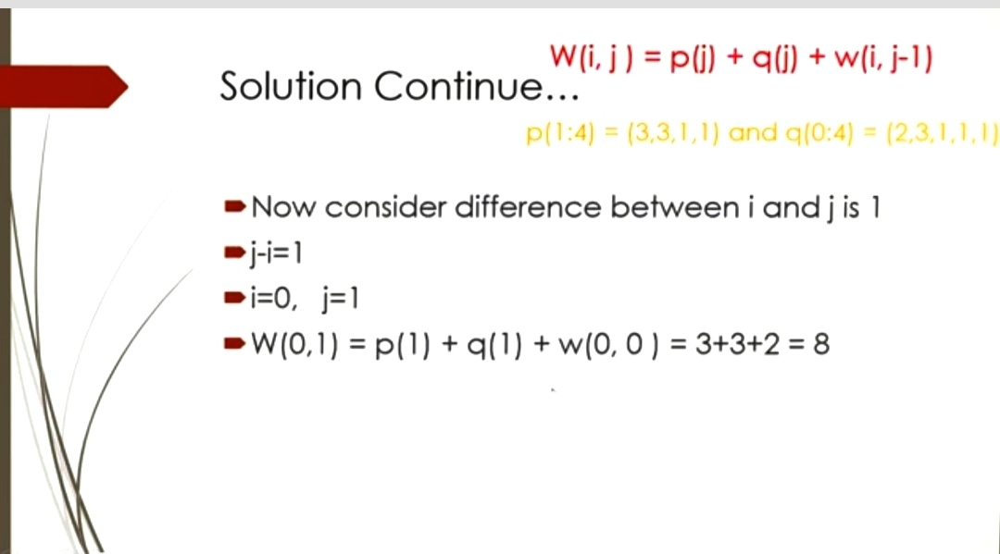 W(i, j ) = p(j) + q(j) + w(i, j-1)
Solution Continue...
p(1:4) = (3,3,1,1) and q(0:4) = (2,3,1,1,1)
Now consider difference between i and j is 1
j-i=1
i=0, j=1
W(0,1) = p(1) + q(1) + w(0, 0 ) = 3+3+2 = 8